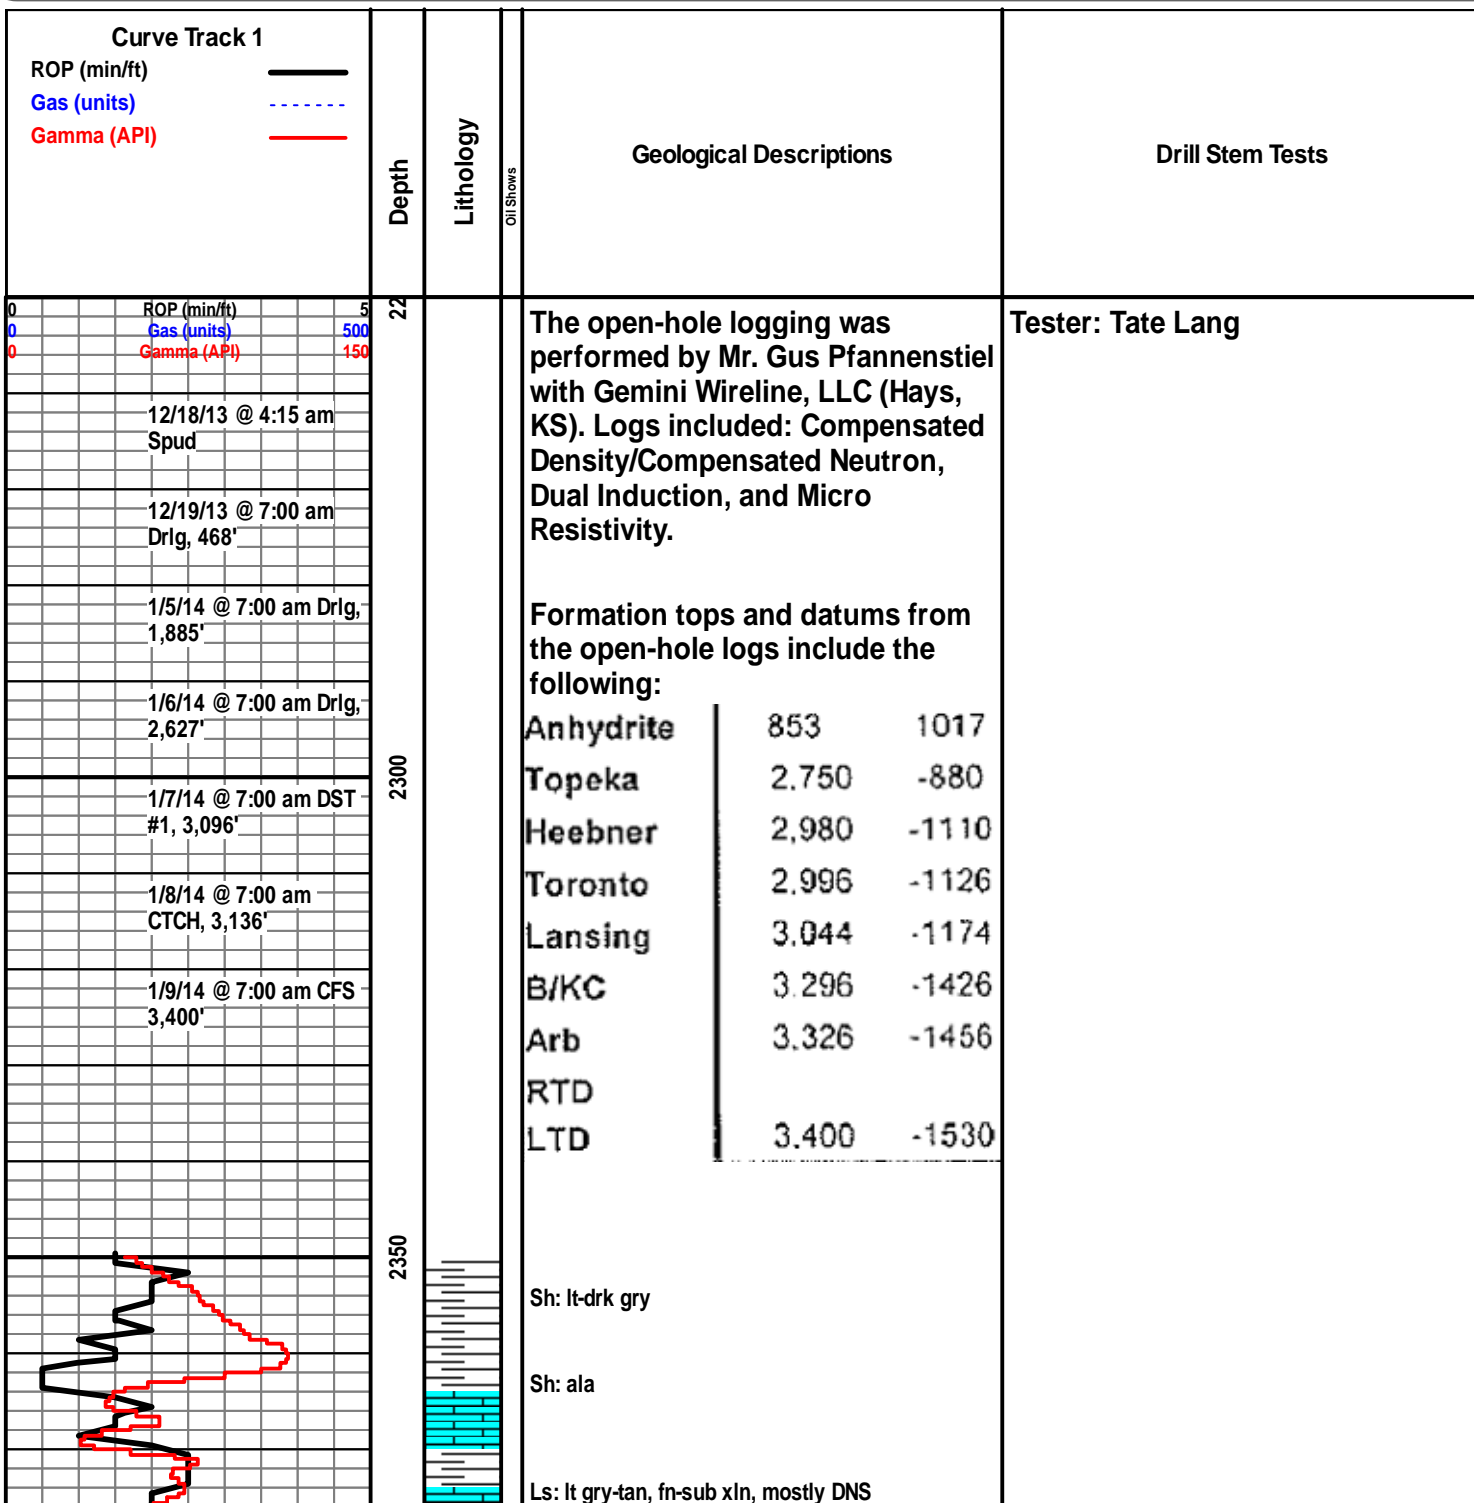 Curve Track 1
ROP (min/ft)
Gas (units)
Gamma (API)
Depth
Lithology
Oil Shows
Geological Descriptions
Drill Stem Tests
0 ROP (min/ft) 5
0 Gas (units) 500
0 Gamma (API) 150
12/18/13 @ 4:15 am
Spud
12/19/13 @ 7:00 am
Drlg, 468'
1/5/14 @ 7:00 am Drlg,
1,885'
1/6/14 @ 7:00 am Drlg,
2,627'
1/7/14 @ 7:00 am DST
#1, 3,096'
1/8/14 @ 7:00 am
CTCH, 3,136'
1/9/14 @ 7:00 am CFS
3,400'
22
2300
2350
The open-hole logging was
performed by Mr. Gus Pfannenstiel
with Gemini Wireline, LLC (Hays,
KS). Logs included: Compensated
Density/Compensated Neutron,
Dual Induction, and Micro
Resistivity.
Formation tops and datums from
the open-hole logs include the
following:
Anhydrite 853 1017
Topeka 2.750 -880
Heebner 2,980 -1110
Toronto 2,996 -1126
Lansing 3.044 -1174
B/KC 3.296 -1426
Arb 3.326 -1456
RTD
LTD 3.400 -1530
Sh: lt-drk gry
Sh: ala
Ls: lt gry-tan, fn-sub xln, mostly DNS
Tester: Tate Lang